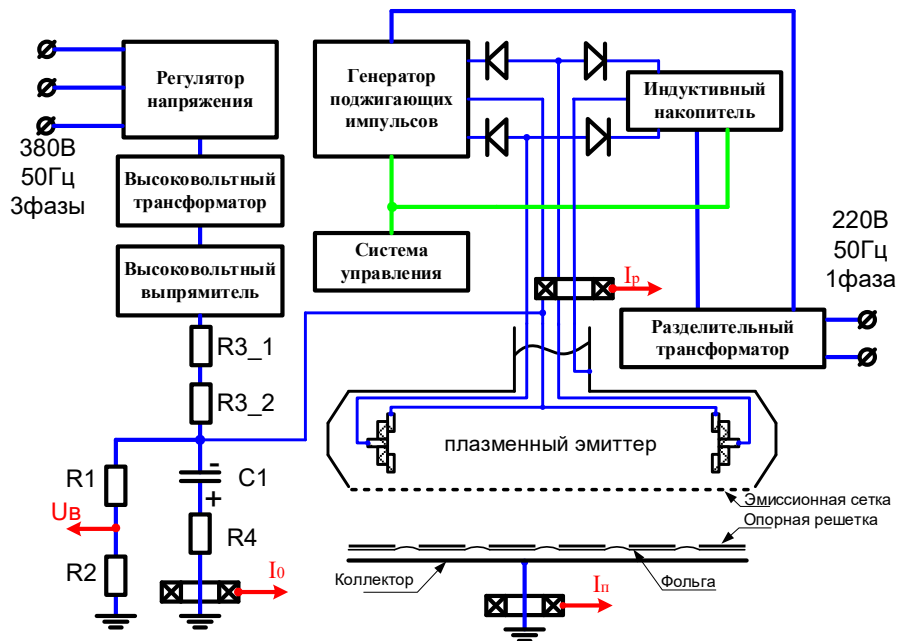 Регулятор
напряжения
380В
50Гц
3фазы
Высоковольтный
трансформатор
Высоковольтный
выпрямитель
R3_1
R3_2
R1
Uв
R2
-
C1
+
R4
I0
Генератор
поджигающих
импульсов
Индуктивный
накопитель
Система
управления
Iр
220В
50Гц
1фаза
Разделительный
трансформатор
плазменный эмиттер
Эмиссионная сетка
Опорная решетка
Коллектор
Фольга
Iп